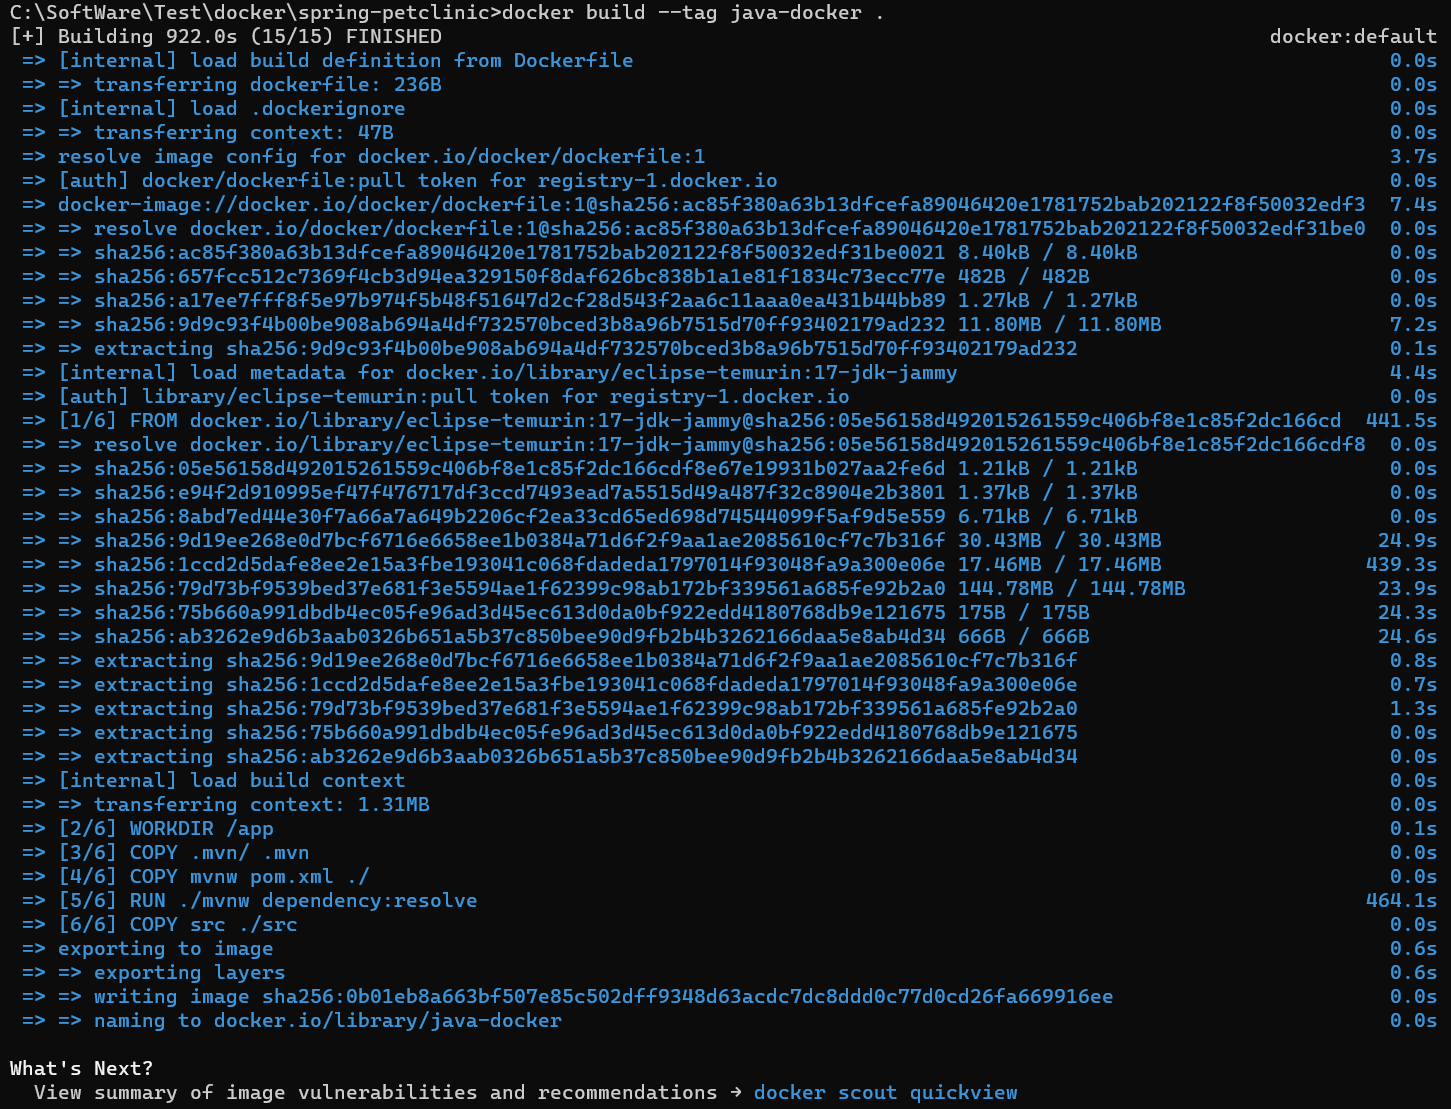 C:\SoftWare\Test\docker\spring-petclinic>docker build --tag java-docker .
[+] Building 922.0s (15/15) FINISHED docker:default
=> [internal] load build definition from Dockerfile 0.0s
=> => transferring dockerfile: 236B 0.0s
=> [internal] load .dockerignore 0.0s
=> => transferring context: 47B 0.0s
=> resolve image config for docker.io/docker/dockerfile:1 3.7s
=> [auth] docker/dockerfile:pull token for registry-1.docker.io 0.0s
=> docker-image://docker.io/docker/dockerfile:1@sha256:ac85f380a63b13dfcefa89046420e1781752bab202122f8f50032edf3 7.4s
=> => resolve docker.io/docker/dockerfile:1@sha256:ac85f380a63b13dfcefa89046420e1781752bab202122f8f50032edf31be0 0.0s
=> => sha256:ac85f380a63b13dfcefa89046420e1781752bab202122f8f50032edf31be0021 8.40kB / 8.40kB 0.0s
=> => sha256:657fcc512c7369f4cb3d94ea329150f8daf626bc838b1a1e81f1834c73ecc77e 482B / 482B 0.0s
=> => sha256:a17ee7fff8f5e97b974f5b48f51647d2cf28d543f2aa6c11aaa0ea431b44bb89 1.27kB / 1.27kB 0.0s
=> => sha256:9d9c93f4b00be908ab694a4df732570bced3b8a96b7515d70ff93402179ad232 11.80MB / 11.80MB 7.2s
=> => extracting sha256:9d9c93f4b00be908ab694a4df732570bced3b8a96b7515d70ff93402179ad232 0.1s
=> [internal] load metadata for docker.io/library/eclipse-temurin:17-jdk-jammy 4.4s
=> [auth] library/eclipse-temurin:pull token for registry-1.docker.io 0.0s
=> [1/6] FROM docker.io/library/eclipse-temurin:17-jdk-jammy@sha256:05e56158d492015261559c406bf8e1c85f2dc166cd 441.5s
=> => resolve docker.io/library/eclipse-temurin:17-jdk-jammy@sha256:05e56158d492015261559c406bf8e1c85f2dc166cdf8 0.0s
=> => sha256:05e56158d492015261559c406bf8e1c85f2dc166cdf8e67e19931b027aa2fe6d 1.21kB / 1.21kB 0.0s
=> => sha256:e94f2d910995ef47f476717df3ccd7493ead7a5515d49a487f32c8904e2b3801 1.37kB / 1.37kB 0.0s
=> => sha256:8abd7ed44e30f7a66a7a649b2206cf2ea33cd65ed698d74544099f5af9d5e559 6.71kB / 6.71kB 0.0s
=> => sha256:9d19ee268e0d7bcf6716e6658ee1b0384a71d6f2f9aa1ae2085610cf7c7b316f 30.43MB / 30.43MB 24.9s
=> => sha256:1ccd2d5dafe8ee2e15a3fbe193041c068fdadeda1797014f93048fa9a300e06e 17.46MB / 17.46MB 439.3s
=> => sha256:79d73bf9539bed37e681f3e5594ae1f62399c98ab172bf339561a685fe92b2a0 144.78MB / 144.78MB 23.9s
=> => sha256:75b660a991dbdb4ec05fe96ad3d45ec613d0da0bf922edd4180768db9e121675 175B / 175B 24.3s
=> => sha256:ab3262e9d6b3aab0326b651a5b37c850bee90d9fb2b4b3262166daa5e8ab4d34 666B / 666B 24.6s
=> => extracting sha256:9d19ee268e0d7bcf6716e6658ee1b0384a71d6f2f9aa1ae2085610cf7c7b316f 0.8s
=> => extracting sha256:1ccd2d5dafe8ee2e15a3fbe193041c068fdadeda1797014f93048fa9a300e06e 0.7s
=> => extracting sha256:79d73bf9539bed37e681f3e5594ae1f62399c98ab172bf339561a685fe92b2a0 1.3s
=> => extracting sha256:75b660a991dbdb4ec05fe96ad3d45ec613d0da0bf922edd4180768db9e121675 0.0s
=> => extracting sha256:ab3262e9d6b3aab0326b651a5b37c850bee90d9fb2b4b3262166daa5e8ab4d34 0.0s
=> [internal] load build context 0.0s
=> => transferring context: 1.31MB 0.0s
=> [2/6] WORKDIR /app 0.1s
=> [3/6] COPY .mvn/ .mvn 0.0s
=> [4/6] COPY mvnw pom.xml ./ 0.0s
=> [5/6] RUN ./mvnw dependency:resolve 464.1s
=> [6/6] COPY src ./src 0.0s
=> exporting to image 0.6s
=> => exporting layers 0.6s
=> => writing image sha256:0b01eb8a663bf507e85c502dff9348d63acdc7dc8ddd0c77d0cd26fa669916ee 0.0s
=> => naming to docker.io/library/java-docker 0.0s
What's Next?
View summary of image vulnerabilities and recommendations → docker scout quickview